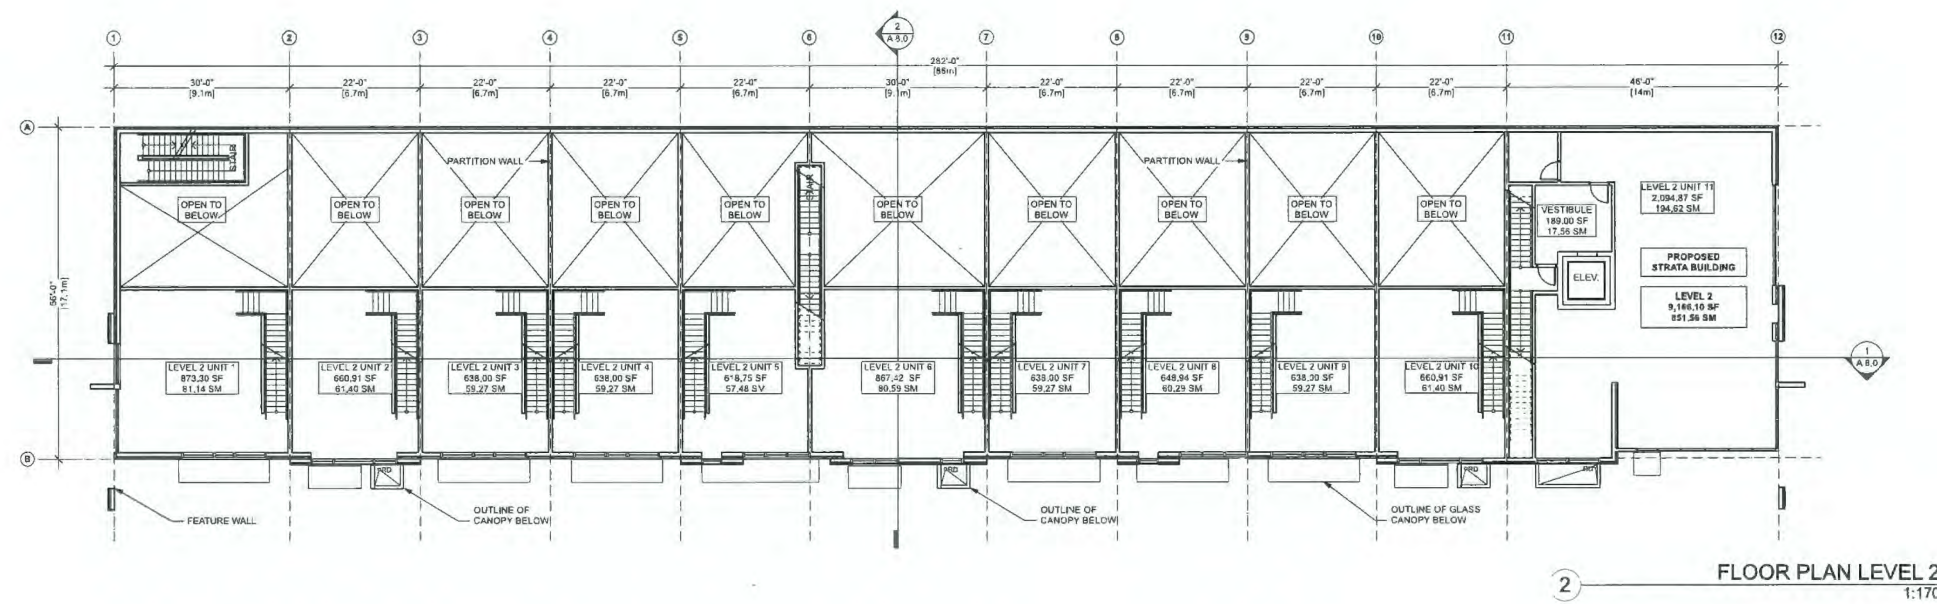 2
A 8.0
1
2
3
4
5
6
7
8
9
10
11
12
282'-0"
[86m]
30'-0"
[9.1m]
22'-0"
[6.7m]
22'-0"
[6.7m]
22'-0"
[6.7m]
22'-0"
[6.7m]
30'-0"
[9.1m]
22'-0"
[6.7m]
22'-0"
[6.7m]
22'-0"
[6.7m]
22'-0"
[6.7m]
46'-0"
[14m]
A
B
56'-0"
[17.1m]
STAIR
PARTITION WALL
STAIR
PARTITION WALL
OPEN TO
BELOW
OPEN TO
BELOW
OPEN TO
BELOW
OPEN TO
BELOW
OPEN TO
BELOW
OPEN TO
BELOW
OPEN TO
BELOW
OPEN TO
BELOW
OPEN TO
BELOW
OPEN TO
BELOW
VESTIBULE
189.00 SF
17.56 SM
ELEV.
LEVEL 2 UNIT 11
2,094.87 SF
194.62 SM
PROPOSED
STRATA BUILDING
LEVEL 2
9,166.10 SF
851.56 SM
LEVEL 2 UNIT 1
873.30 SF
81.14 SM
LEVEL 2 UNIT 2
660.91 SF
61.40 SM
LEVEL 2 UNIT 3
638.00 SF
59.27 SM
LEVEL 2 UNIT 4
638.00 SF
59.27 SM
LEVEL 2 UNIT 5
618.75 SF
57.48 SM
LEVEL 2 UNIT 6
867.42 SF
80.59 SM
LEVEL 2 UNIT 7
638.00 SF
59.27 SM
LEVEL 2 UNIT 8
648.94 SF
60.29 SM
LEVEL 2 UNIT 9
638.00 SF
59.27 SM
LEVEL 2 UNIT 10
660.91 SF
61.40 SM
1
A 8.0
RD
RD
RD
FEATURE WALL
OUTLINE OF
CANOPY BELOW
OUTLINE OF
CANOPY BELOW
OUTLINE OF GLASS
CANOPY BELOW
2
FLOOR PLAN LEVEL 2
1:170